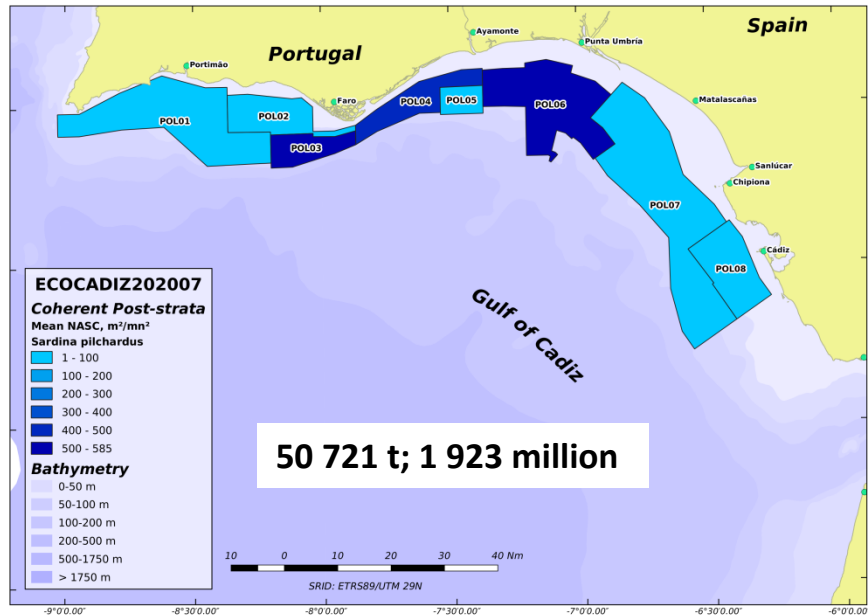 Spain
Ayamonte
Portugal
Punta Umbría
Portimão
Matalascañas
Faro
POL04
POL05
POL06
POL02
POL01
POL03
Sanlúcar
Chipiona
POL07
Cádiz
POL08
ECOCADIZ202007
Coherent Post-strata
Mean NASC, m²/mn²
Sardina pilchardus
1 - 100
100 - 200
200 - 300
300 - 400
400 - 500
500 - 585
Bathymetry
0-50 m
50-100 m
100-200 m
200-500 m
500-1750 m
> 1750 m
Gulf of Cadiz
50 721 t; 1 923 million
10 0 10 20 30 40 Nm
SRID: ETRS89/UTM 29N
-9°0'0.00" -8°30'0.00" -8°0'0.00" -7°30'0.00" -7°0'0.00" -6°30'0.00" -6°0'0.00"